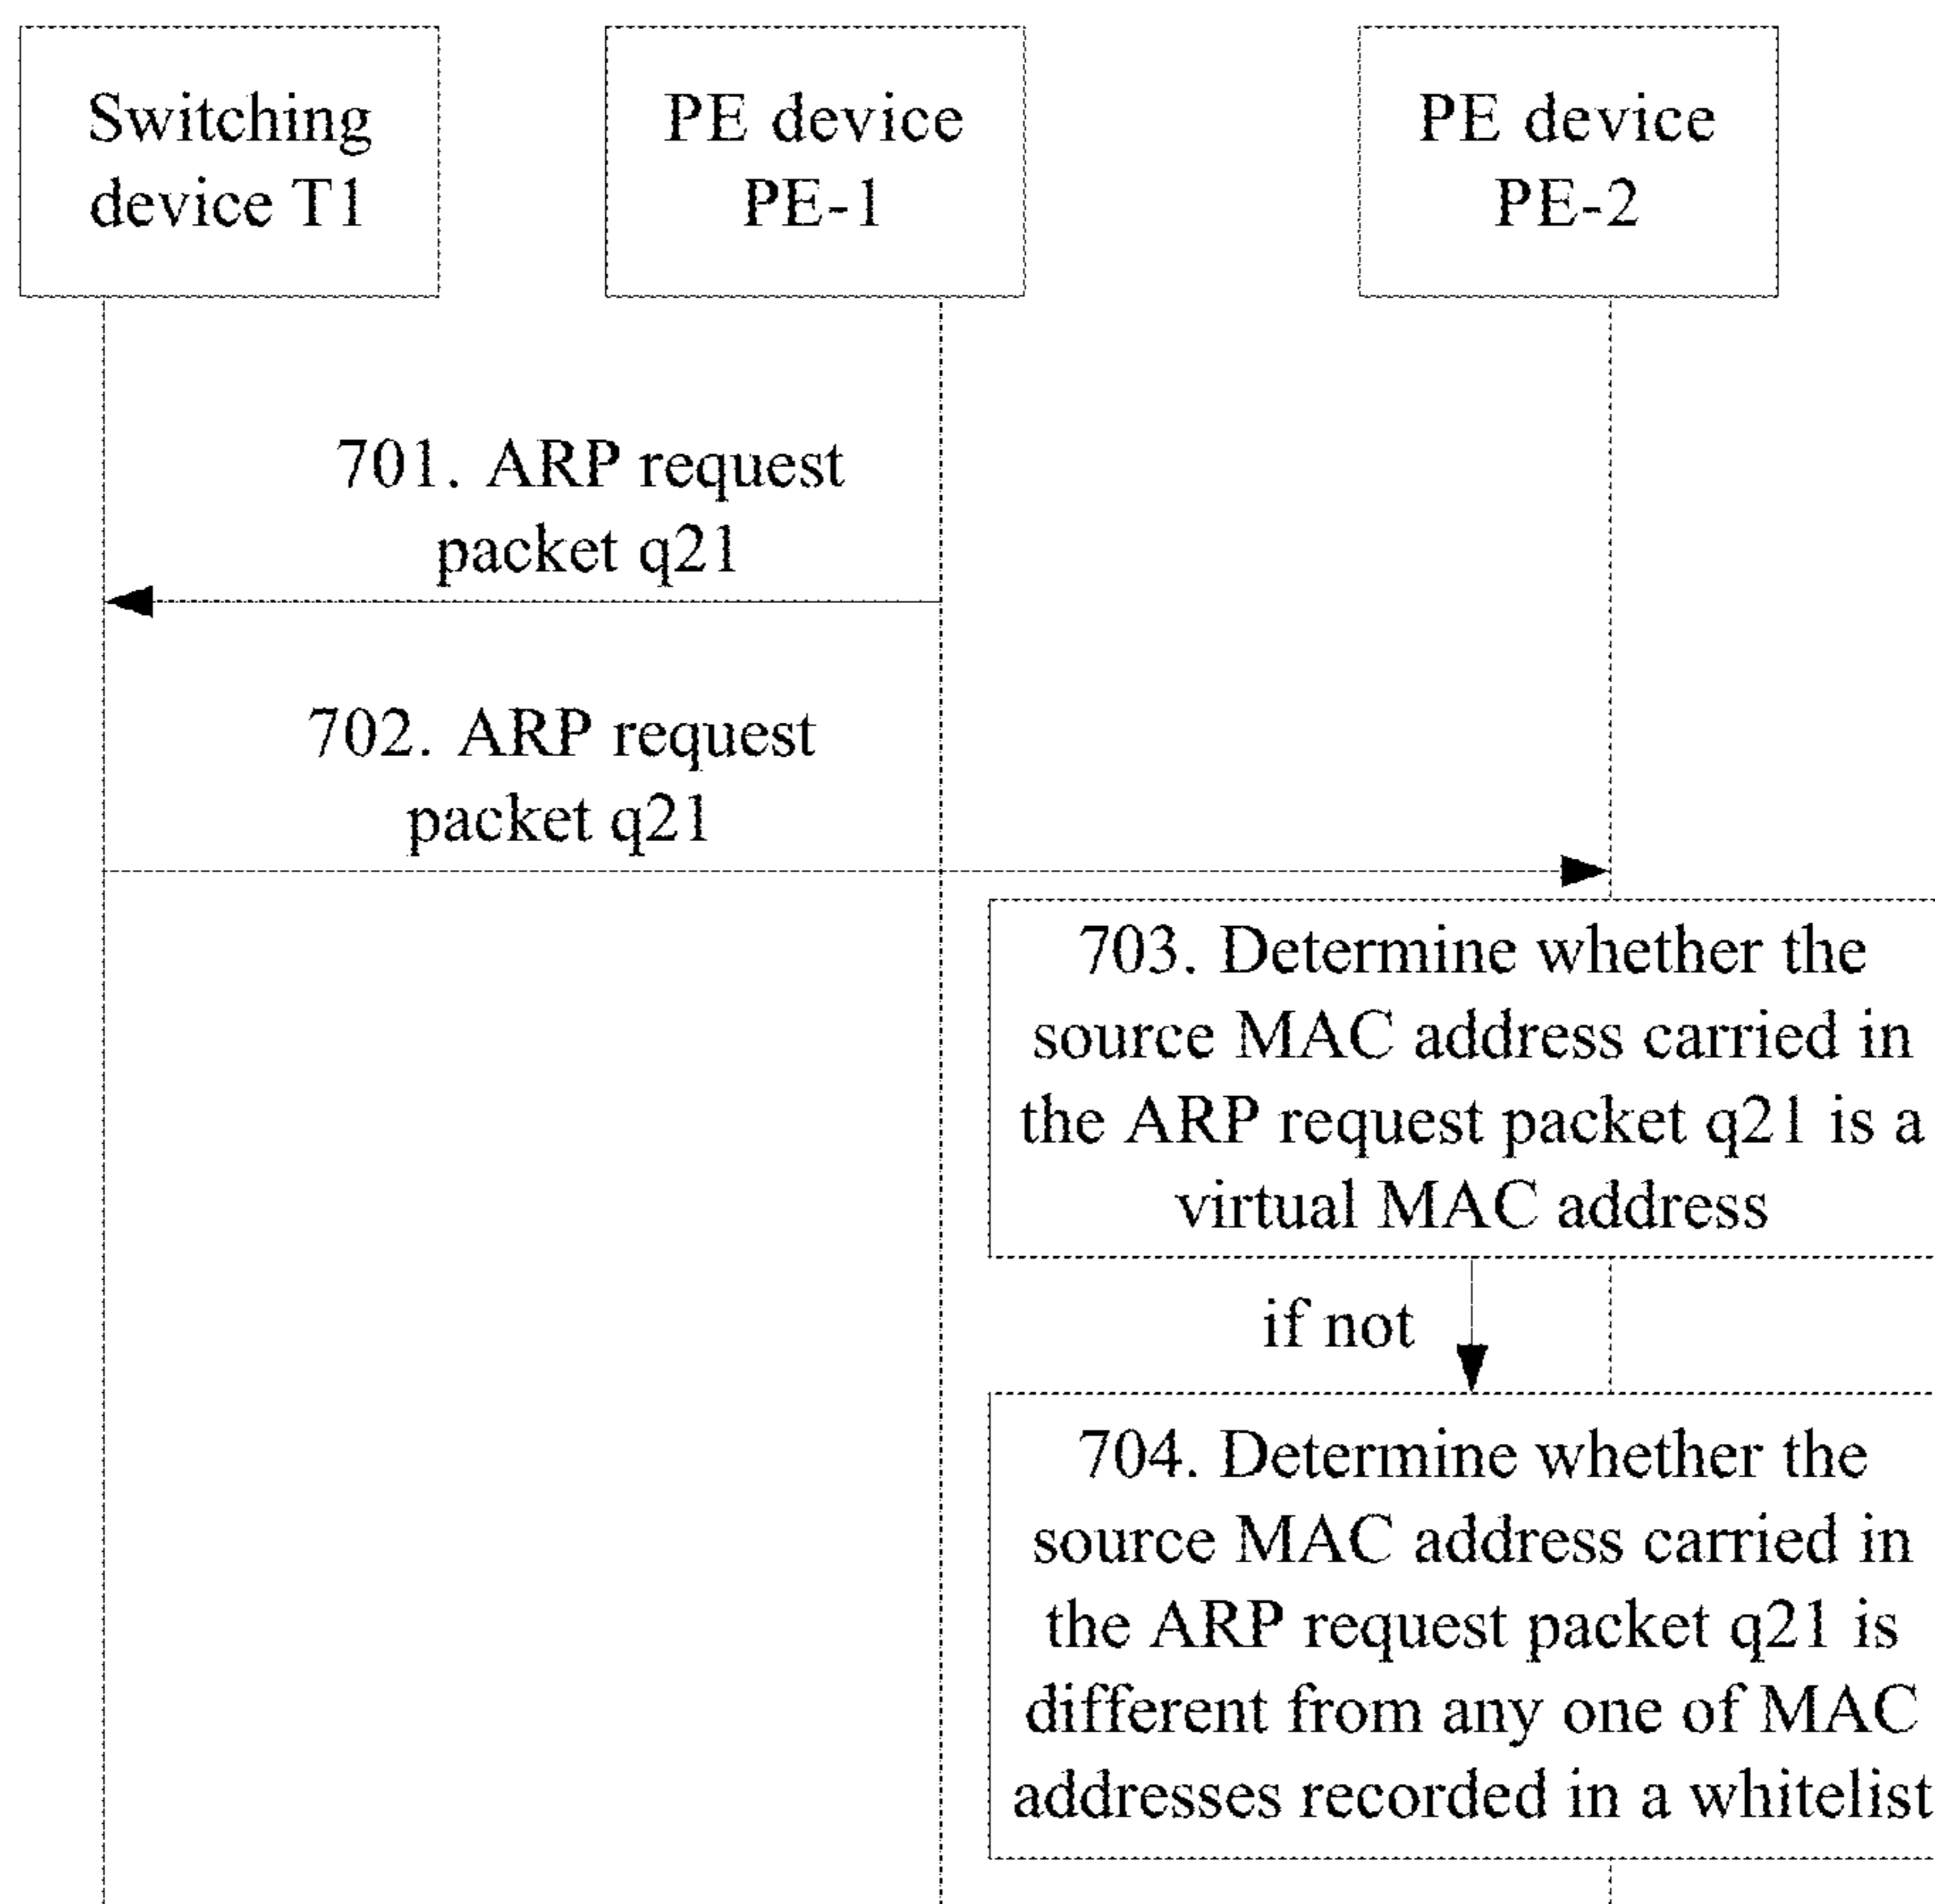 Switching
device T1
PE device
PE-1
PE device
PE-2
701. ARP request
packet q21
702. ARP request
packet q21
703. Determine whether the
source MAC address carried in
the ARP request packet q21 is a
virtual MAC address
if not
704. Determine whether the
source MAC address carried in
the ARP request packet q21 is
different from any one of MAC
addresses recorded in a whitelist